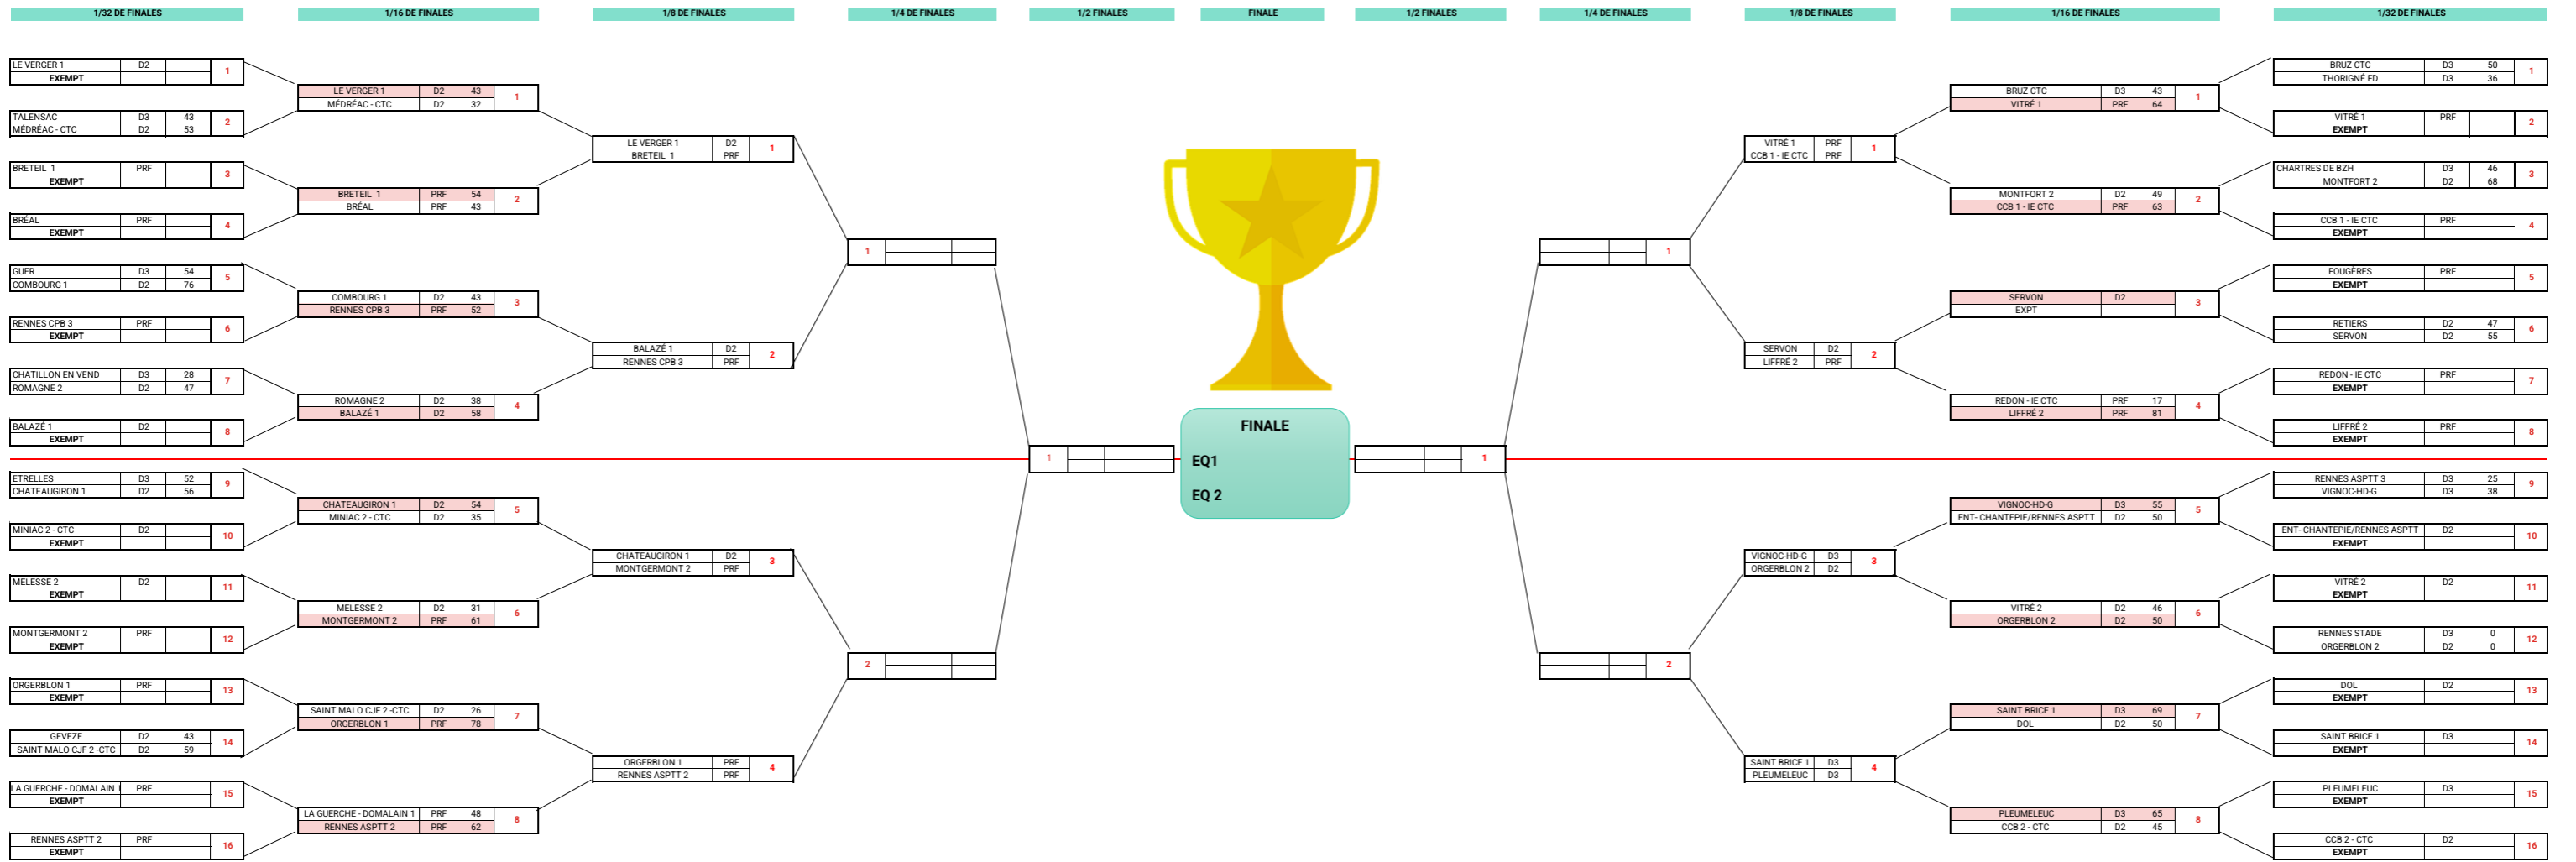 1/32 DE FINALES
1/16 DE FINALES
1/8 DE FINALES
1/4 DE FINALES
1/2 FINALES
FINALE
1/2 FINALES
1/4 DE FINALES
1/8 DE FINALES
1/16 DE FINALES
1/32 DE FINALES
LE VERGER 1 D2
EXEMPT
1
TALENSAC D3 43
MÉDRÉAC - CTC D2 53
2
BRETEIL 1 PRF
EXEMPT
3
BRÉAL PRF
EXEMPT
4
GUER D3 54
COMBOURG 1 D2 76
5
RENNES CPB 3 PRF
EXEMPT
6
CHATILLON EN VEND D3 28
ROMAGNE 2 D2 47
7
BALAZÉ 1 D2
EXEMPT
8
ETRELLES D3 52
CHATEAUGIRON 1 D2 56
9
MINIAC 2 - CTC D2
EXEMPT
10
MELESSE 2 D2
EXEMPT
11
MONTGERMONT 2 PRF
EXEMPT
12
ORGERBLON 1 PRF
EXEMPT
13
GEVEZE D2 43
SAINT MALO CJF 2 -CTC D2 59
14
LA GUERCHE - DOMALAIN 1 PRF
EXEMPT
15
RENNES ASPTT 2 PRF
EXEMPT
16
LE VERGER 1 D2 43
MÉDRÉAC - CTC D2 32
1
BRETEIL 1 PRF 54
BRÉAL PRF 43
2
COMBOURG 1 D2 43
RENNES CPB 3 PRF 52
3
ROMAGNE 2 D2 38
BALAZÉ 1 D2 58
4
CHATEAUGIRON 1 D2 54
MINIAC 2 - CTC D2 35
5
MELESSE 2 D2 31
MONTGERMONT 2 PRF 61
6
SAINT MALO CJF 2 -CTC D2 26
ORGERBLON 1 PRF 78
7
LA GUERCHE - DOMALAIN 1 PRF 48
RENNES ASPTT 2 PRF 62
8
LE VERGER 1 D2
BRETEIL 1 PRF
1
BALAZÉ 1 D2
RENNES CPB 3 PRF
2
CHATEAUGIRON 1 D2
MONTGERMONT 2 PRF
3
ORGERBLON 1 PRF
RENNES ASPTT 2 PRF
4
1
2
1
FINALE
EQ1
EQ 2
1
1
2
VITRÉ 1 PRF
CCB 1 - IE CTC PRF
1
SERVON D2
LIFFRÉ 2 PRF
2
VIGNOC-HD-G D3
ORGERBLON 2 D2
3
SAINT BRICE 1 D3
PLEUMELEUC D3
4
BRUZ CTC D3 43
VITRÉ 1 PRF 64
1
MONTFORT 2 D2 49
CCB 1 - IE CTC PRF 63
2
SERVON D2
EXPT
3
REDON - IE CTC PRF 17
LIFFRÉ 2 PRF 81
4
VIGNOC-HD-G D3 55
ENT- CHANTEPIE/RENNES ASPTT D2 50
5
VITRÉ 2 D2 46
ORGERBLON 2 D2 50
6
SAINT BRICE 1 D3 69
DOL D2 50
7
PLEUMELEUC D3 65
CCB 2 - CTC D2 45
8
BRUZ CTC D3 50
THORIGNÉ FD D3 36
1
VITRÉ 1 PRF
EXEMPT
2
CHARTRES DE BZH D3 46
MONTFORT 2 D2 68
3
CCB 1 - IE CTC PRF
EXEMPT
4
FOUGÈRES PRF
EXEMPT
5
RETIERS D2 47
SERVON D2 55
6
REDON - IE CTC PRF
EXEMPT
7
LIFFRÉ 2 PRF
EXEMPT
8
RENNES ASPTT 3 D3 25
VIGNOC-HD-G D3 38
9
ENT- CHANTEPIE/RENNES ASPTT D2
EXEMPT
10
VITRÉ 2 D2
EXEMPT
11
RENNES STADE D3 0
ORGERBLON 2 D2 0
12
DOL D2
EXEMPT
13
SAINT BRICE 1 D3
EXEMPT
14
PLEUMELEUC D3
EXEMPT
15
CCB 2 - CTC D2
EXEMPT
16